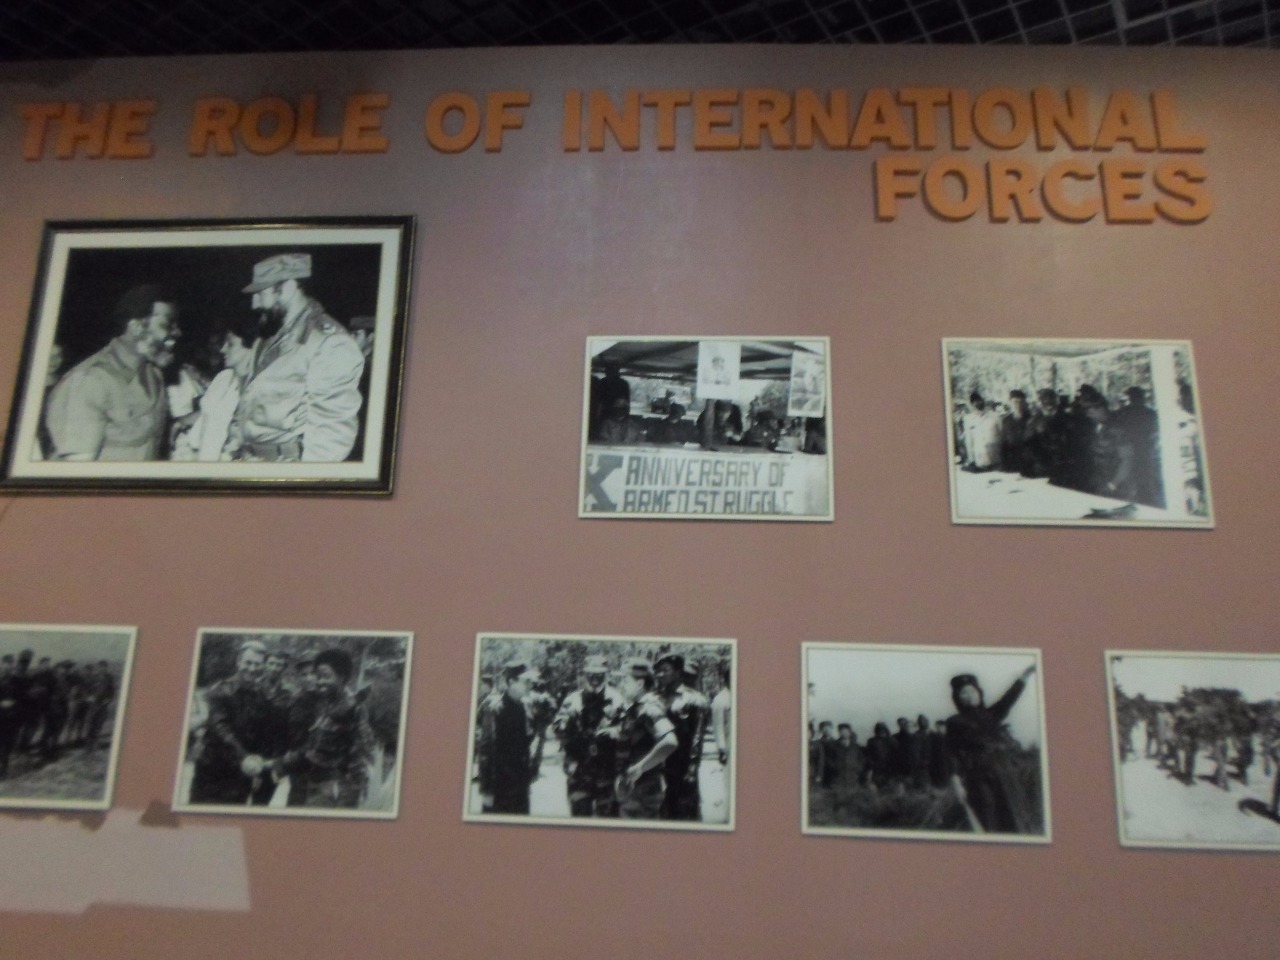 THE ROLE OF INTERNATIONAL
FORCES
K ANNIVERSARY OF
ARMED STRUGGLE